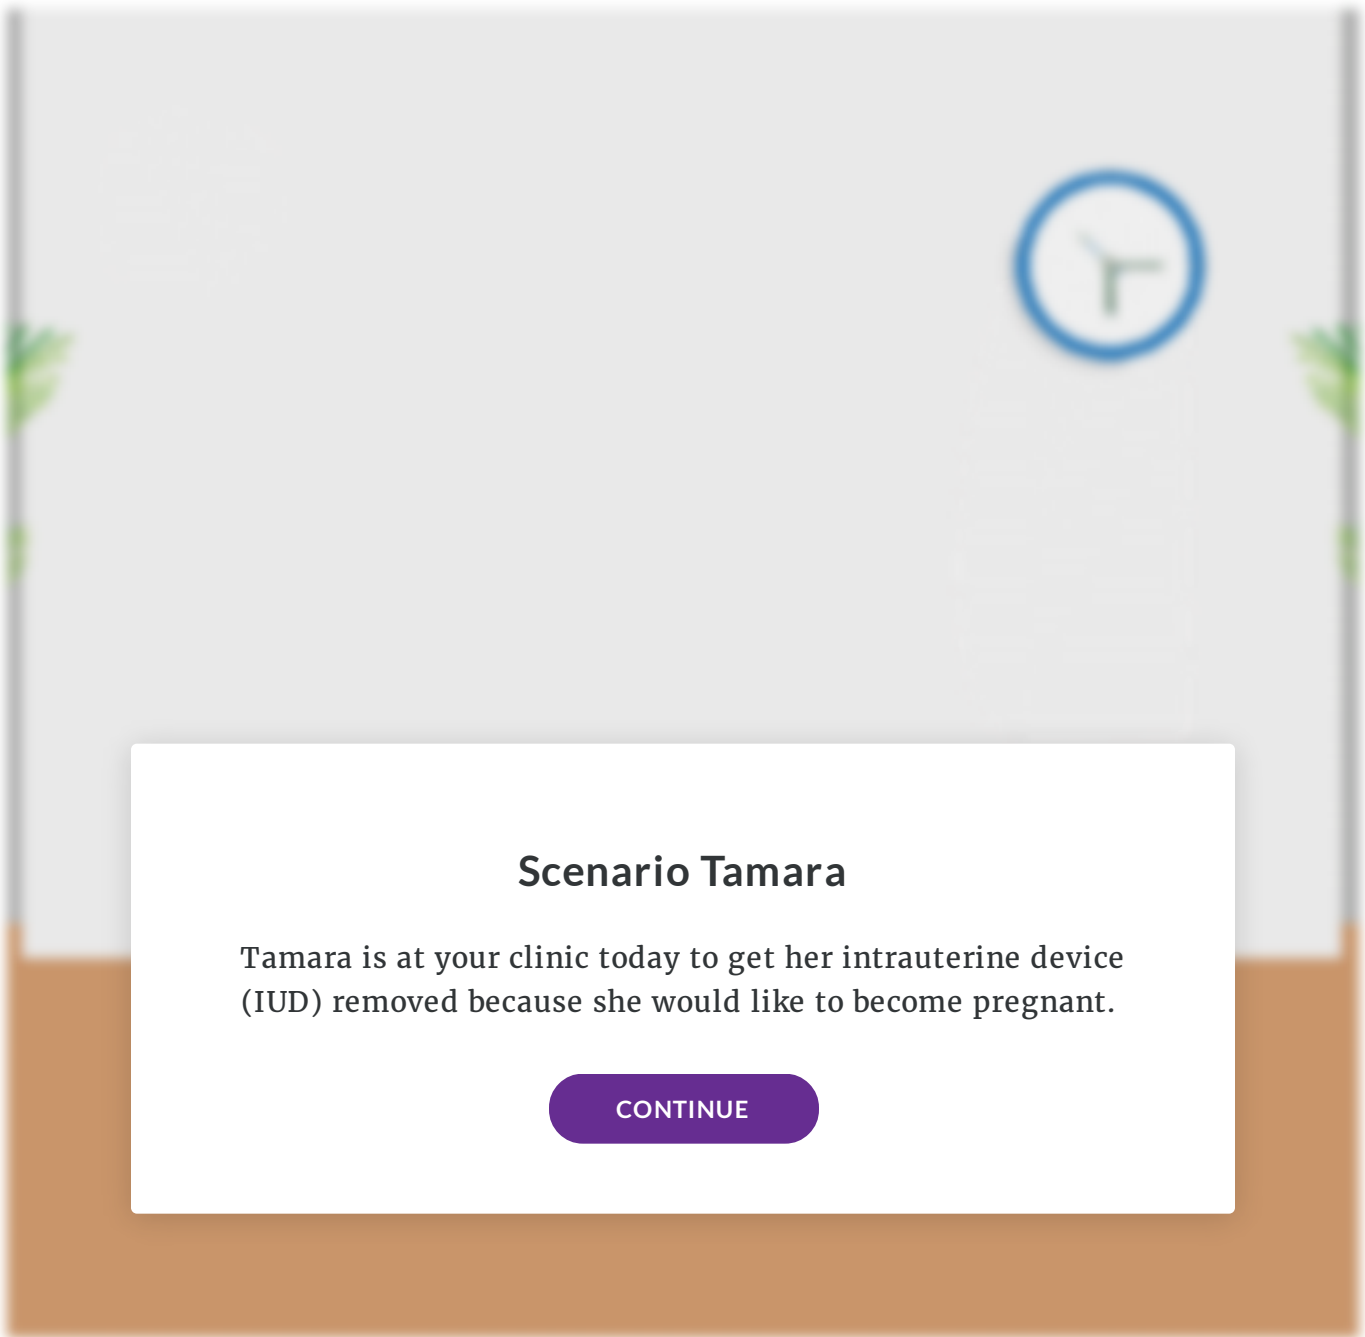 Scenario Tamara
Tamara is at your clinic today to get her intrauterine device
(IUD) removed because she would like to become pregnant.
CONTINUE